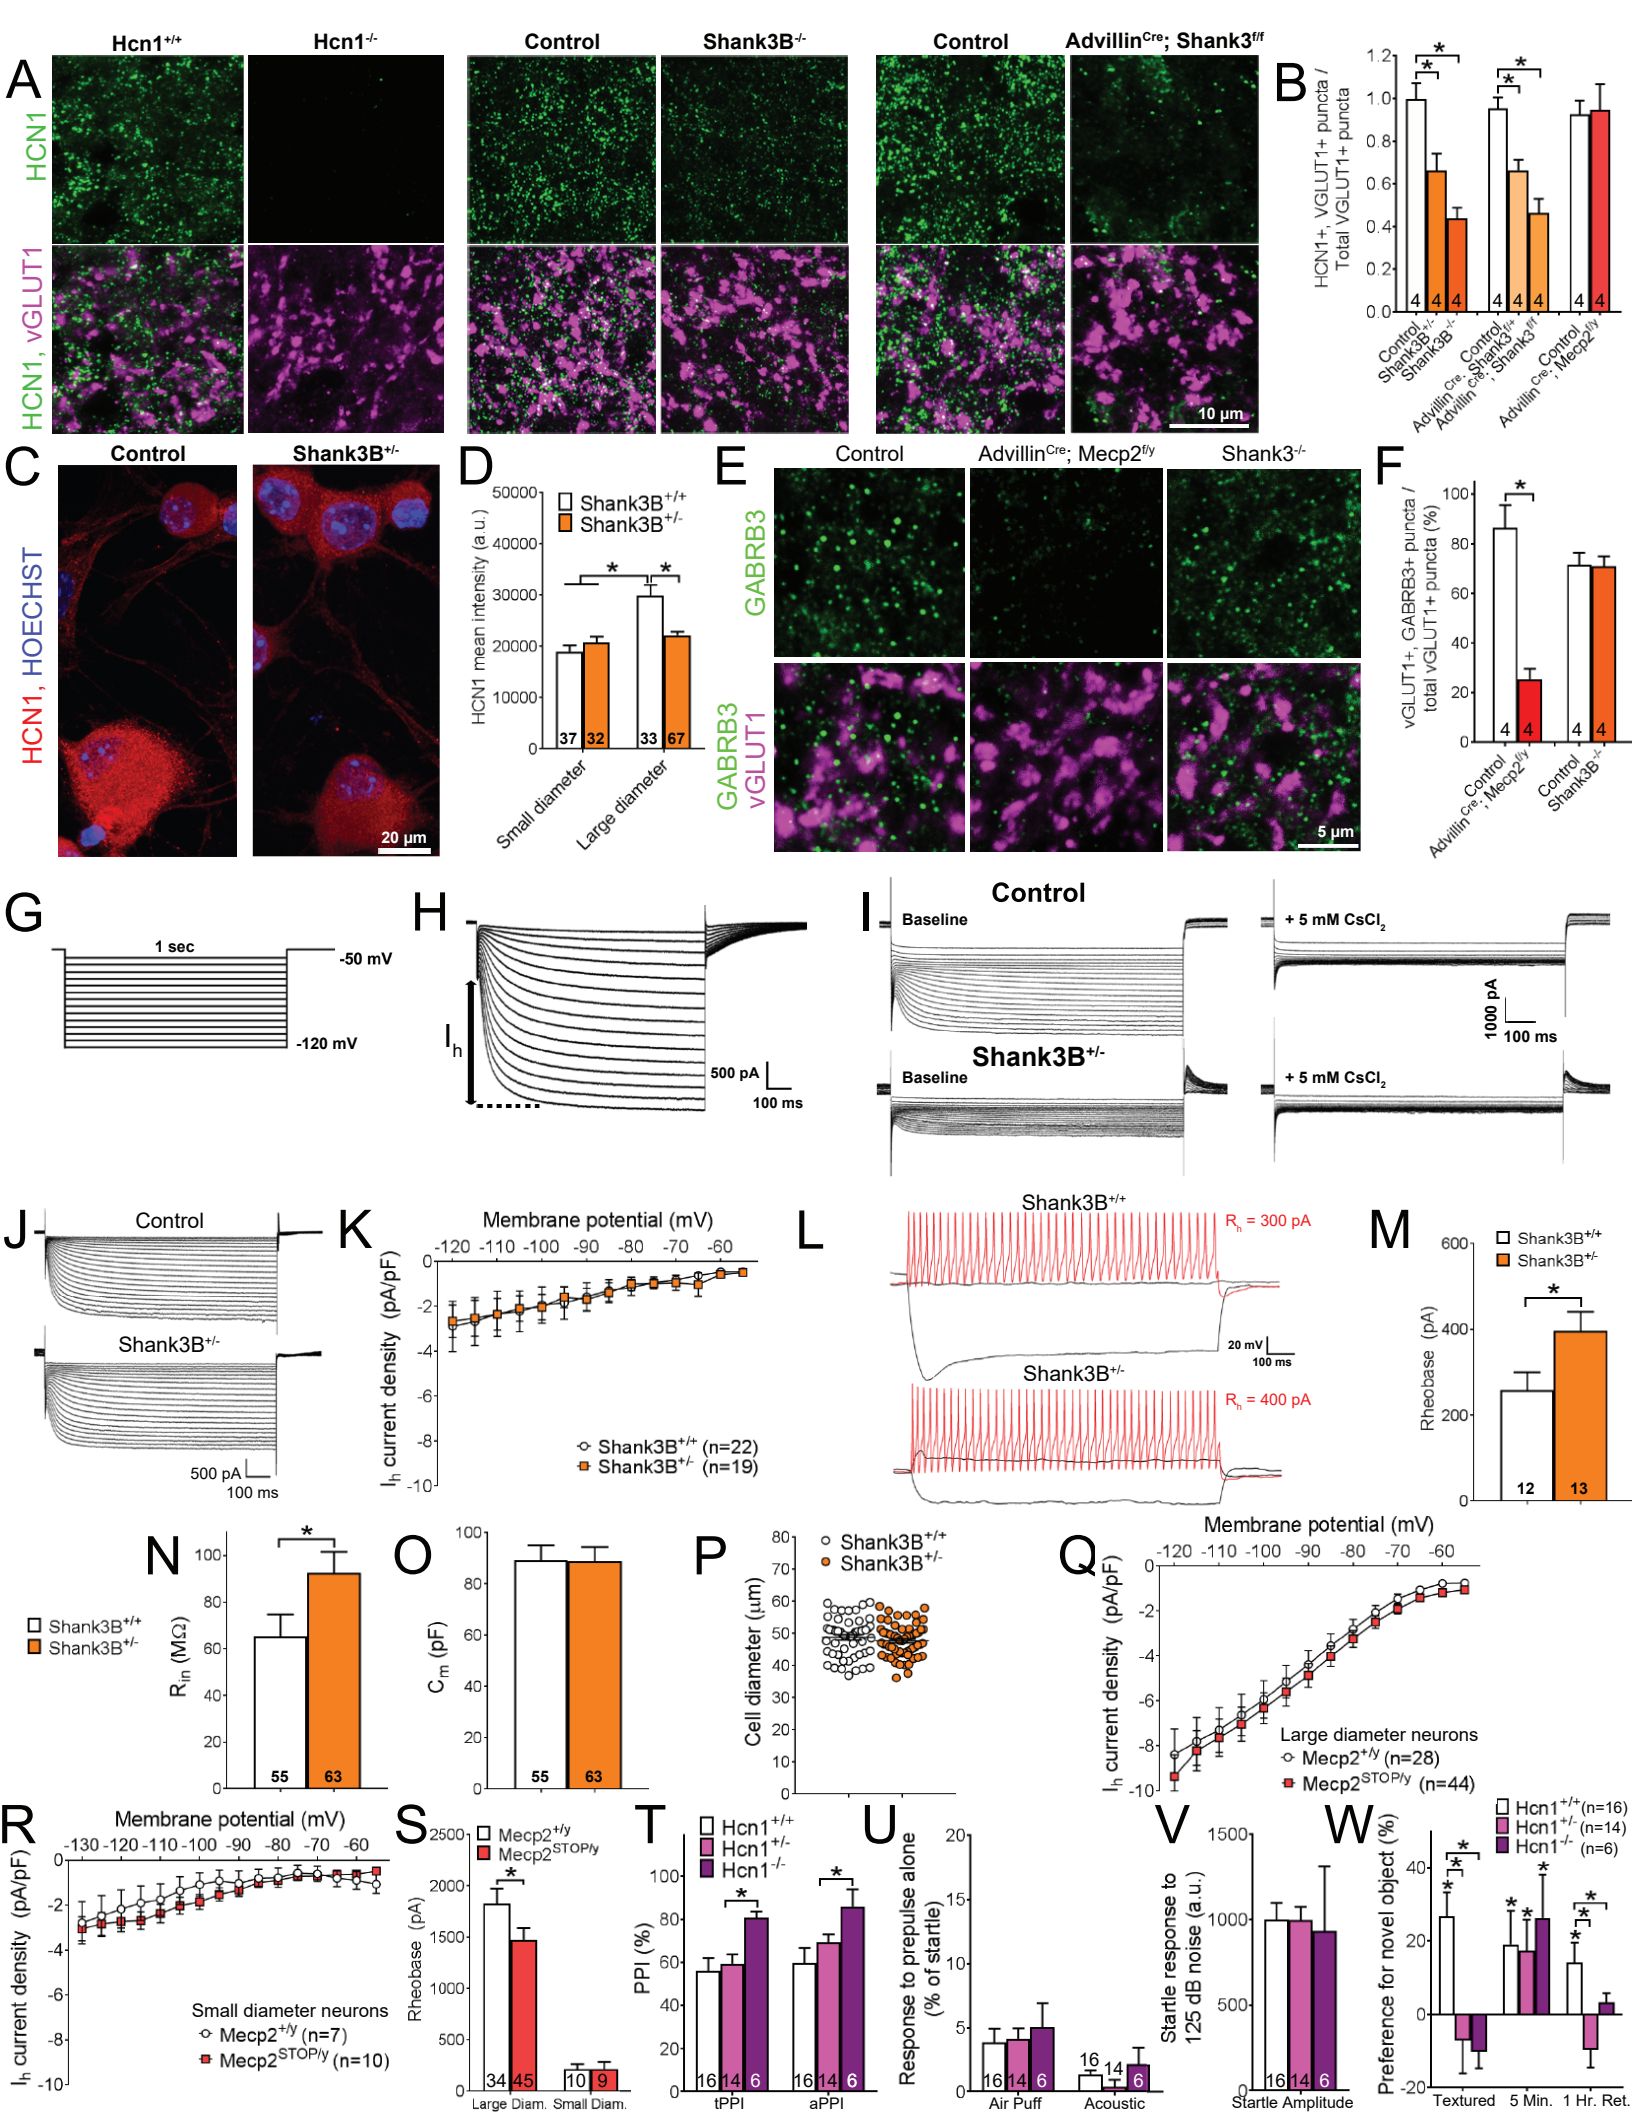 A
Hcn1+/+
Hcn1-/-
Control
Shank3B-/-
Control
AdvillinCre; Shank3f/f
HCN1
HCN1, vGLUT1
10 µm
B
HCN1+, VGLUT1+ puncta /
Total VGLUT1+ puncta
1.2
1.0
0.8
0.6
0.4
0.2
0.0
* * * *
4 4 4 4 4 4 4 4
Control
Shank3B+/-
Shank3B-/-
Control
AdvillinCre; Shank3f/+
AdvillinCre; Shank3f/f
Control
AdvillinCre; Mecp2f/y
C
Control
Shank3B+/-
HCN1, HOECHST
20 µm
D
HCN1 mean intensity (a.u.)
50000
40000
30000
20000
10000
0
Shank3B+/+
Shank3B+/-
* *
37 32 33 67
Small diameter
Large diameter
E
Control
AdvillinCre; Mecp2f/y
Shank3-/-
GABRB3
GABRB3
vGLUT1
5 µm
F
vGLUT1+, GABRB3+ puncta /
total vGLUT1+ puncta (%)
100
80
60
40
20
0
*
4 4 4 4
Control
AdvillinCre; Mecp2f/y
Control
Shank3B-/-
G
1 sec
-50 mV
-120 mV
H
Ih
500 pA
100 ms
I
Control
Baseline
+ 5 mM CsCl2
1000 pA
100 ms
Shank3B+/-
Baseline
+ 5 mM CsCl2
J
Control
Shank3B+/-
500 pA
100 ms
K
Membrane potential (mV)
-120 -110 -100 -90 -80 -70 -60
0
-2
-4
-6
-8
-10
Ih current density (pA/pF)
Shank3B+/+ (n=22)
Shank3B+/- (n=19)
L
Shank3B+/+
Rh = 300 pA
20 mV
100 ms
Shank3B+/-
Rh = 400 pA
M
Shank3B+/+
Shank3B+/-
Rheobase (pA)
600
400
200
0
*
12 13
Shank3B+/+
Shank3B+/-
N
Rin (MΩ)
100
80
60
40
20
0
*
55 63
O
Cm (pF)
100
80
60
40
20
0
55 63
P
Cell diameter (µm)
80
70
60
50
40
30
20
10
0
Shank3B+/+
Shank3B+/-
Q
Membrane potential (mV)
-120 -110 -100 -90 -80 -70 -60
0
-2
-4
-6
-8
-10
Ih current density (pA/pF)
Large diameter neurons
Mecp2+/y (n=28)
Mecp2STOP/y (n=44)
R
Membrane potential (mV)
-130 -120 -110 -100 -90 -80 -70 -60
0
-2
-4
-6
-8
-10
Ih current density (pA/pF)
Small diameter neurons
Mecp2+/y (n=7)
Mecp2STOP/y (n=10)
S
Rheobase (pA)
2500
2000
1500
1000
500
0
Mecp2+/y
Mecp2STOP/y
*
34 45 10 9
Large Diam. Small Diam.
T
Hcn1+/+
Hcn1+/-
Hcn1-/-
PPI (%)
100
80
60
40
20
0
* *
16 14 6 16 14 6
tPPI aPPI
U
Response to prepulse alone
(% of startle)
20
15
10
5
0
16 14 6 16 14 6
Air Puff Acoustic
V
Startle response to
125 dB noise (a.u.)
1500
1000
500
0
16 14 6
Startle Amplitude
W
Hcn1+/+ (n=16)
Hcn1+/- (n=14)
Hcn1-/- (n=6)
Preference for novel object (%)
40
20
0
-20
* * * * * * * * *
Textured 5 Min. 1 Hr. Ret.